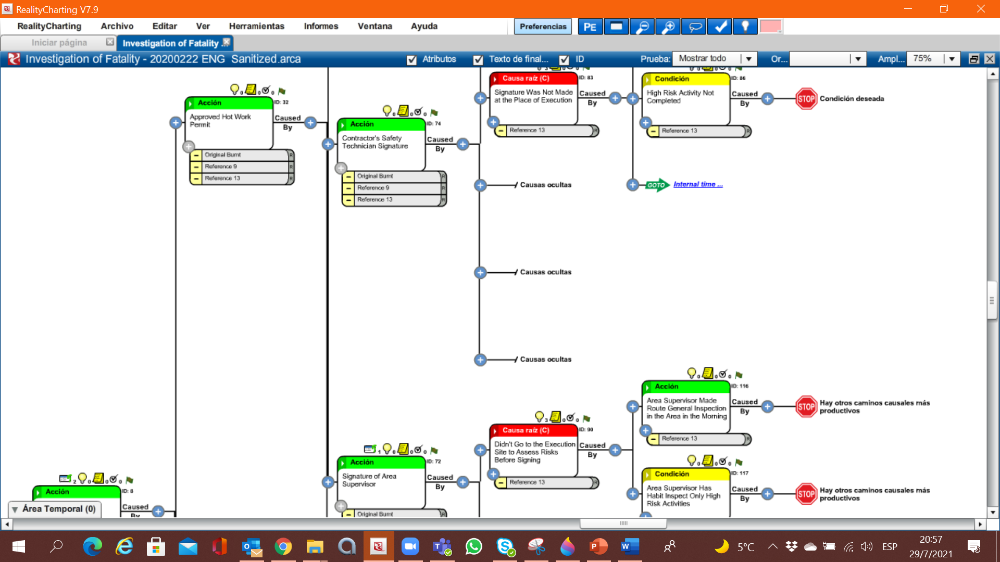 RealityCharting V7.9
RealityCharting Archivo Editar Ver Herramientas Informes Ventana Ayuda Preferencias PE
Iniciar página Investigation of Fatality ...
Investigation of Fatality - 20200222 ENG Sanitized.arca Atributos Texto de final... ID Prueba: Mostrar todo Or... Ampl... 75%
Acción ID: 32
Approved Hot Work
Permit
Caused
By
Original Burnt R
Reference 9 R
Reference 13 R
Acción ID: 74
Contractor's Safety
Technician Signature
Caused
By
Original Burnt R
Reference 9 R
Reference 13 R
Causa raíz (C) ID: 83
Signature Was Not Made
at the Place of Execution
Caused
By
Reference 13 R
Condición ID: 86
High Risk Activity Not
Completed
Caused
By
STOP Condición deseada
Reference 13 R
Causas ocultas
GOTO Internal time ...
Causas ocultas
Causas ocultas
Acción ID: 116
Area Supervisor Made
Route General Inspection
in the Area in the Morning
Caused
By
STOP Hay otros caminos causales más
productivos
Reference 13 R
Causa raíz (C) ID: 90
Didn't Go to the Execution
Site to Assess Risks
Before Signing
Caused
By
Reference 13 R
Acción ID: 72
Signature of Area
Supervisor
Caused
By
Original Burnt R
Condición ID: 117
Area Supervisor Has
Habit Inspect Only High
Risk Activities
Caused
By
STOP Hay otros caminos causales más
productivos
Acción ID: 8
Caused
By
Área Temporal (0)
5°C ESP 20:57
29/7/2021